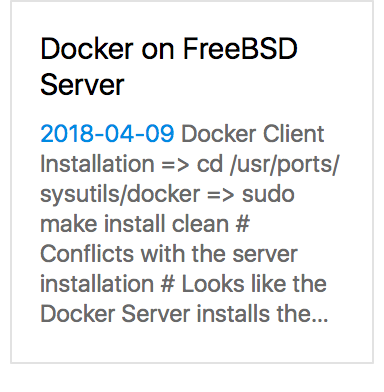 Docker on FreeBSD
Server
2018-04-09 Docker Client
Installation => cd /usr/ports/
sysutils/docker => sudo
make install clean #
Conflicts with the server
installation # Looks like the
Docker Server installs the...